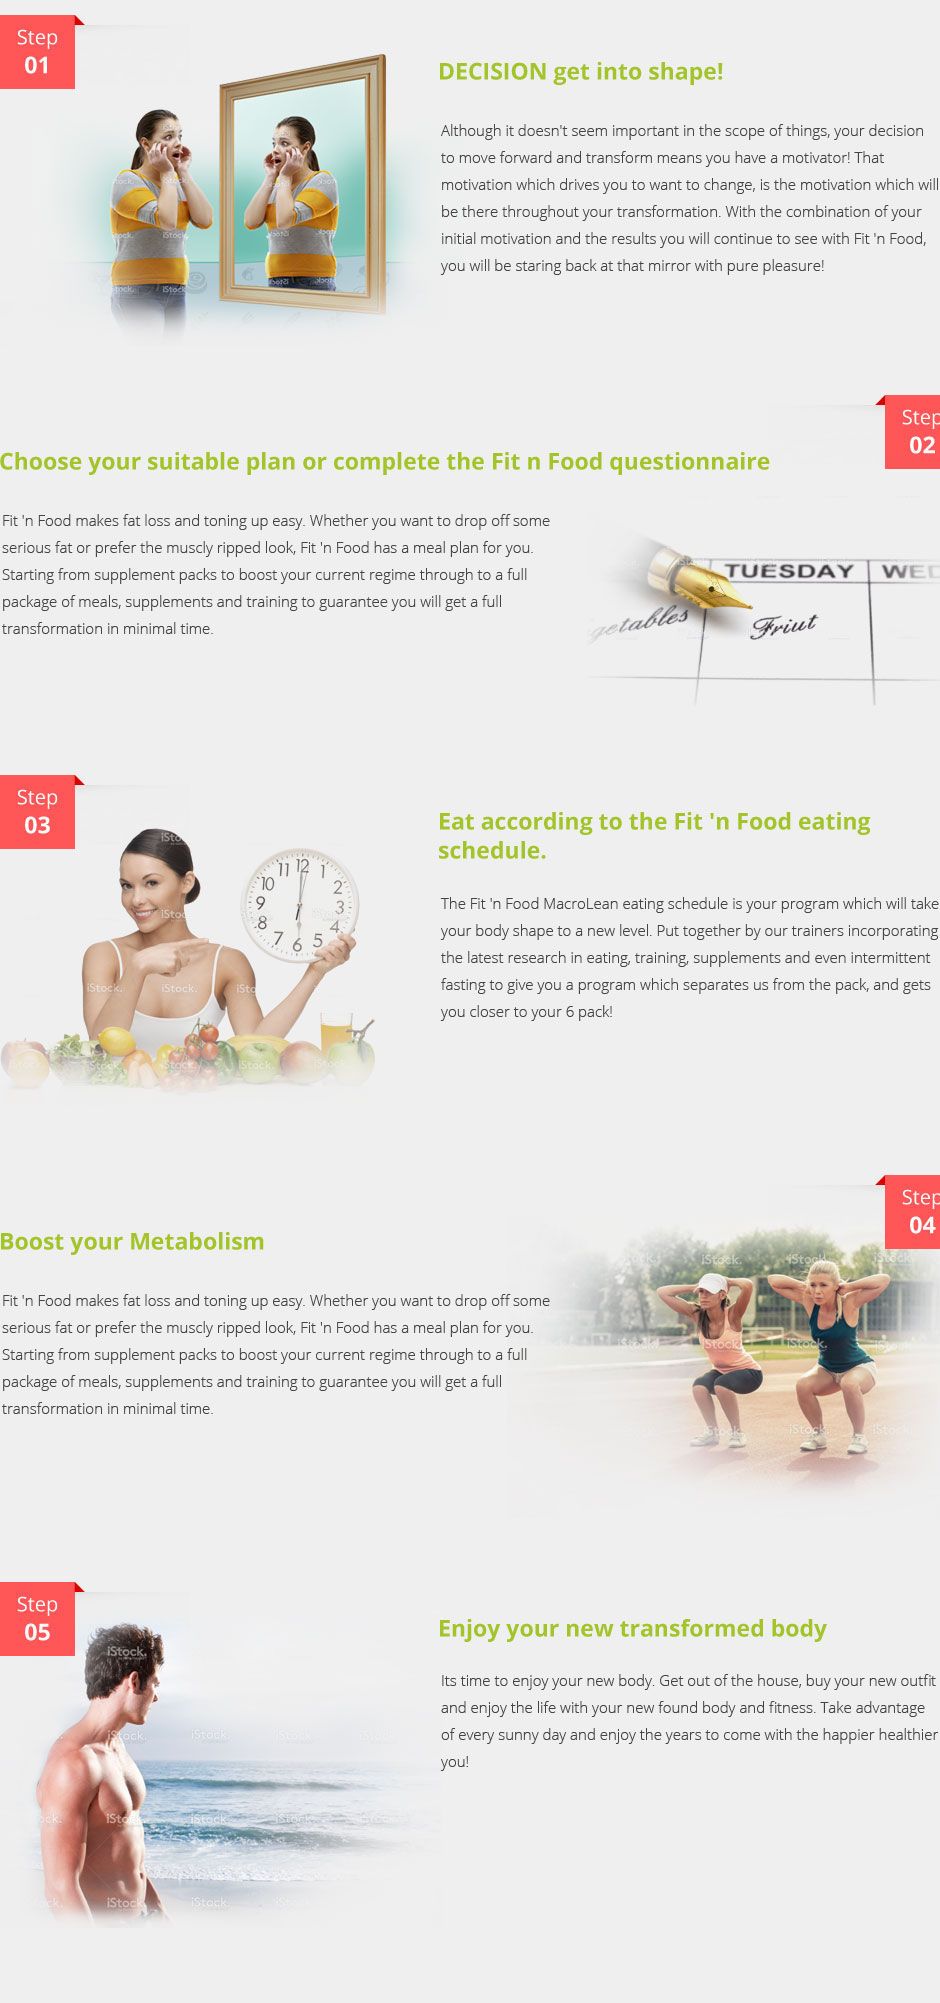 Step
01
DECISION get into shape!
Although it doesn't seem important in the scope of things, your decision
to move forward and transform means you have a motivator! That
motivation which drives you to want to change, is the motivation which will
be there throughout your transformation. With the combination of your
initial motivation and the results you will continue to see with Fit 'n Food,
you will be staring back at that mirror with pure pleasure!
Step
02
Choose your suitable plan or complete the Fit n Food questionnaire
Fit 'n Food makes fat loss and toning up easy. Whether you want to drop off some
serious fat or prefer the muscly ripped look, Fit 'n Food has a meal plan for you.
Starting from supplement packs to boost your current regime through to a full
package of meals, supplements and training to guarantee you will get a full
transformation in minimal time.
TUESDAY WED
getables Friut
Step
03
Eat according to the Fit 'n Food eating
schedule.
The Fit 'n Food MacroLean eating schedule is your program which will take
your body shape to a new level. Put together by our trainers incorporating
the latest research in eating, training, supplements and even intermittent
fasting to give you a program which separates us from the pack, and gets
you closer to your 6 pack!
12 1 2 3 4 5 6 7 8 9 10 11
iStock.
Step
04
Boost your Metabolism
Fit 'n Food makes fat loss and toning up easy. Whether you want to drop off some
serious fat or prefer the muscly ripped look, Fit 'n Food has a meal plan for you.
Starting from supplement packs to boost your current regime through to a full
package of meals, supplements and training to guarantee you will get a full
transformation in minimal time.
iStock.
Step
05
Enjoy your new transformed body
Its time to enjoy your new body. Get out of the house, buy your new outfit
and enjoy the life with your new found body and fitness. Take advantage
of every sunny day and enjoy the years to come with the happier healthier
you!
iStock.